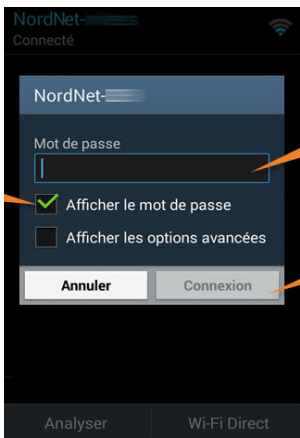 NordNet-
Connecté
NordNet-
Mot de passe
Afficher le mot de passe
Afficher les options avancées
Annuler
Connexion
Analyser
Wi-Fi Direct